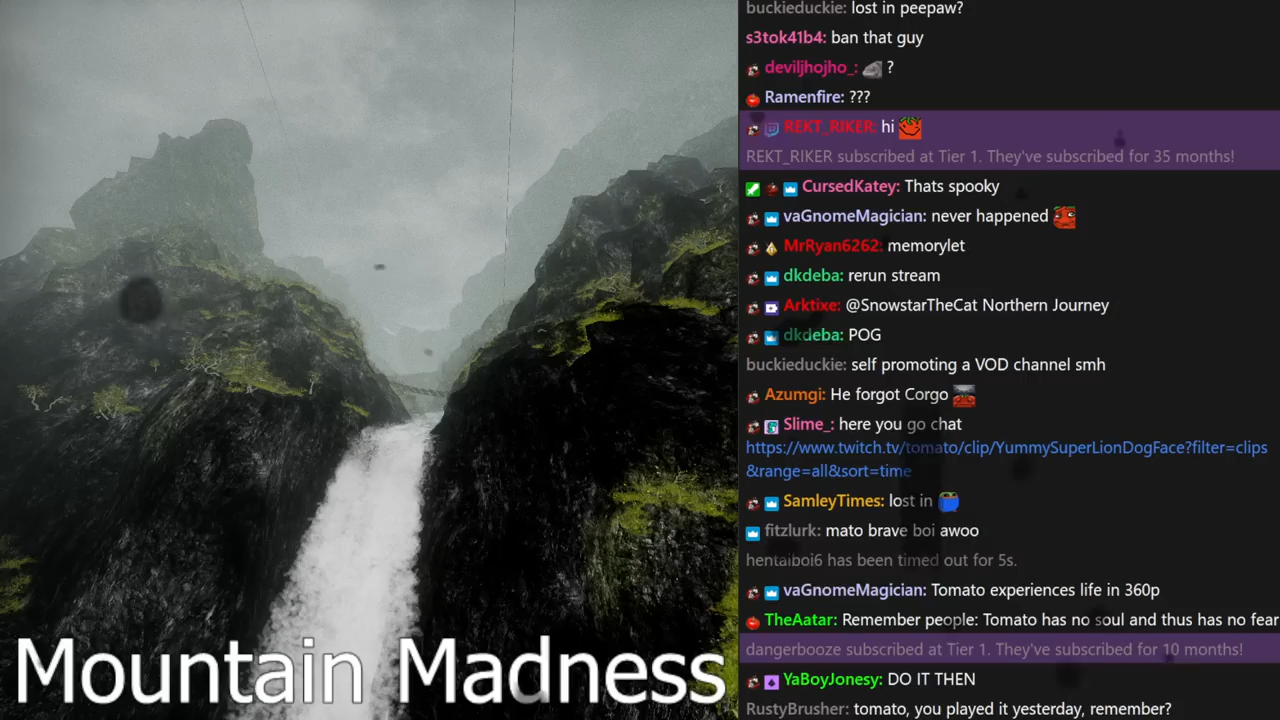 buckieduckie: lost in peepaw?
s3tok41b4: ban that guy
deviljhojho_: ?
Ramenfire: ???
REKT_RIKER: hi
REKT_RIKER subscribed at Tier 1. They've subscribed for 35 months!
CursedKatey: Thats spooky
vaGnomeMagician: never happened
MrRyan6262: memorylet
dkdeba: rerun stream
Arktixe: @SnowstarTheCat Northern Journey
dkdeba: POG
buckieduckie: self promoting a VOD channel smh
Azumgi: He forgot Corgo
Slime_: here you go chat
https://www.twitch.tv/tomato/clip/YummySuperLionDogFace?filter=clips
&range=all&sort=time
SamleyTimes: lost in
fitzlurk: mato brave boi awoo
hentaiboi6 has been timed out for 5s.
vaGnomeMagician: Tomato experiences life in 360p
TheAatar: Remember people: Tomato has no soul and thus has no fear
dangerbooze subscribed at Tier 1. They've subscribed for 10 months!
YaBoyJonesy: DO IT THEN
RustyBrusher: tomato, you played it yesterday, remember?
Mountain Madness